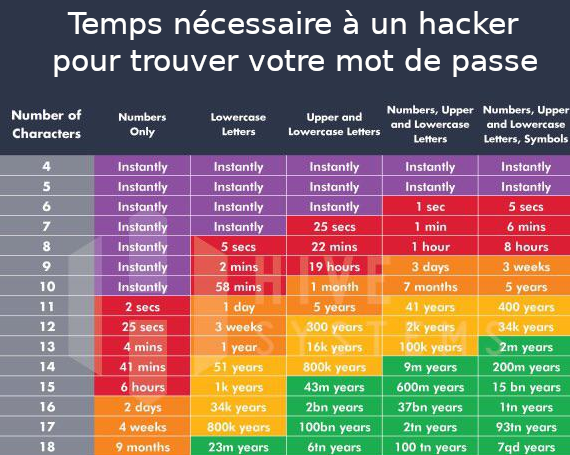 Temps nécessaire à un hacker
pour trouver votre mot de passe
Number of Characters Numbers Only Lowercase Letters Upper and Lowercase Letters Numbers, Upper and Lowercase Letters Numbers, Upper and Lowercase Letters, Symbols
4 Instantly Instantly Instantly Instantly Instantly
5 Instantly Instantly Instantly Instantly Instantly
6 Instantly Instantly Instantly 1 sec 5 secs
7 Instantly Instantly 25 secs 1 min 6 mins
8 Instantly 5 secs 22 mins 1 hour 8 hours
9 Instantly 2 mins 19 hours 3 days 3 weeks
10 Instantly 58 mins 1 month 7 months 5 years
11 2 secs 1 day 5 years 41 years 400 years
12 25 secs 3 weeks 300 years 2k years 34k years
13 4 mins 1 year 16k years 100k years 2m years
14 41 mins 51 years 800k years 9m years 200m years
15 6 hours 1k years 43m years 600m years 15 bn years
16 2 days 34k years 2bn years 37bn years 1tn years
17 4 weeks 800k years 100bn years 2tn years 93tn years
18 9 months 23m years 6tn years 100 tn years 7qd years
HIVE
SYSTEMS